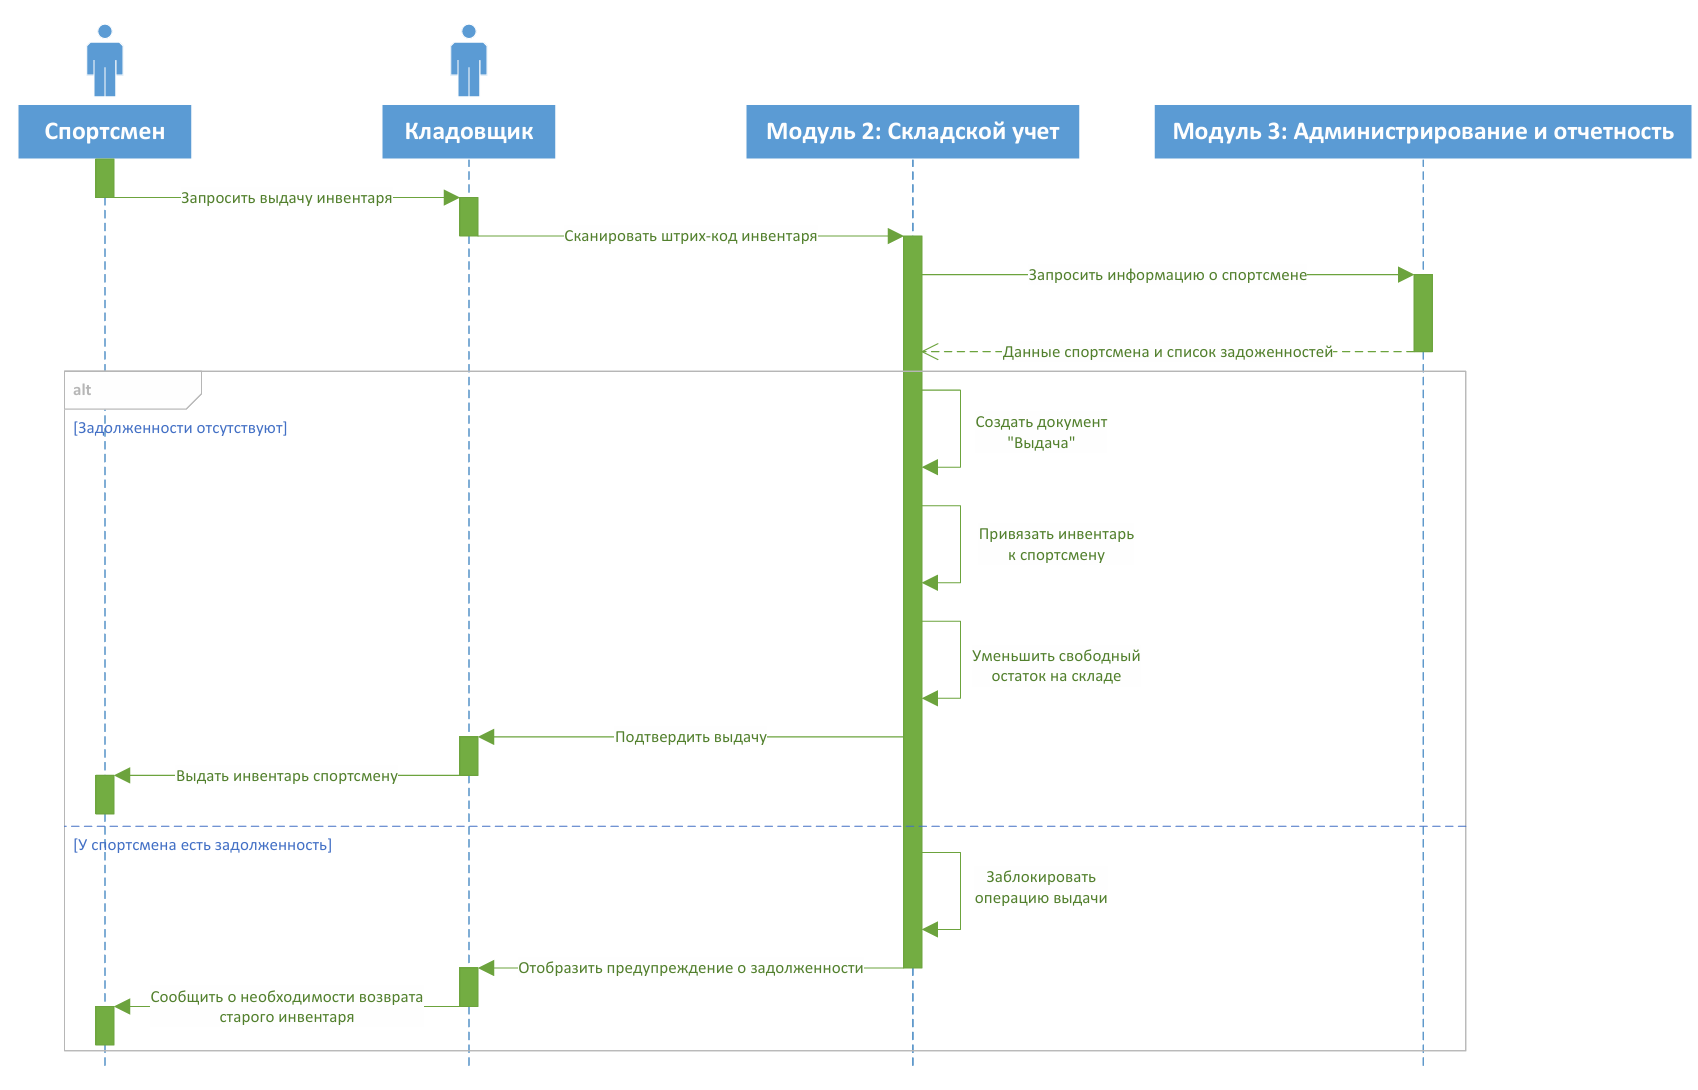 Спортсмен
Кладовщик
Модуль 2: Складской учет
Модуль 3: Администрирование и отчетность
Запросить выдачу инвентаря
Сканировать штрих-код инвентаря
Запросить информацию о спортсмене
Данные спортсмена и список задоженностей
alt
[Задолженности отсутствуют]
Создать документ
"Выдача"
Привязать инвентарь
к спортсмену
Уменьшить свободный
остаток на складе
Подтвердить выдачу
Выдать инвентарь спортсмену
[У спортсмена есть задолженность]
Заблокировать
операцию выдачи
Отобразить предупреждение о задолженности
Сообщить о необходимости возврата
старого инвентаря